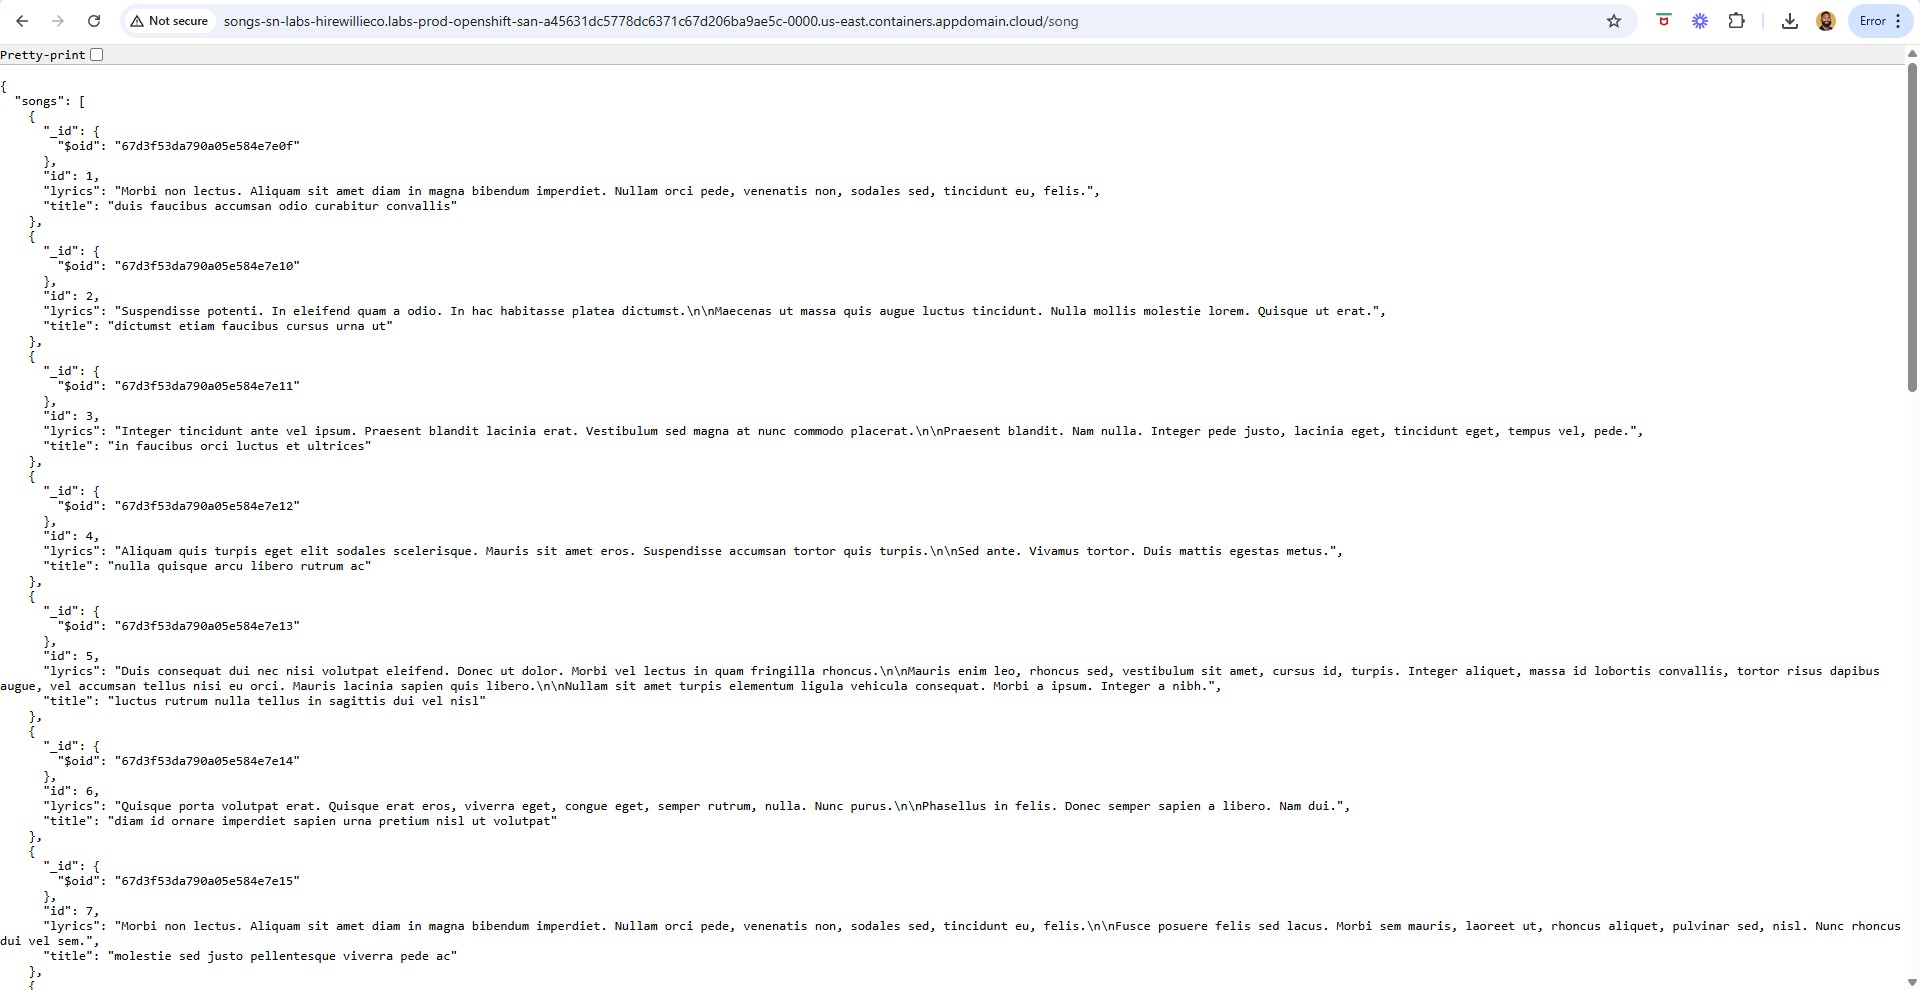 Not secure
songs-sn-labs-hirewillieco.labs-prod-openshift-san-a45631dc5778dc6371c67d206ba9ae5c-0000.us-east.containers.appdomain.cloud/song
Error
Pretty-print
{
  "songs": [
    {
      "_id": {
        "$oid": "67d3f53da790a05e584e7e0f"
      },
      "id": 1,
      "lyrics": "Morbi non lectus. Aliquam sit amet diam in magna bibendum imperdiet. Nullam orci pede, venenatis non, sodales sed, tincidunt eu, felis.",
      "title": "duis faucibus accumsan odio curabitur convallis"
    },
    {
      "_id": {
        "$oid": "67d3f53da790a05e584e7e10"
      },
      "id": 2,
      "lyrics": "Suspendisse potenti. In eleifend quam a odio. In hac habitasse platea dictumst.\n\nMaecenas ut massa quis augue luctus tincidunt. Nulla mollis molestie lorem. Quisque ut erat.",
      "title": "dictumst etiam faucibus cursus urna ut"
    },
    {
      "_id": {
        "$oid": "67d3f53da790a05e584e7e11"
      },
      "id": 3,
      "lyrics": "Integer tincidunt ante vel ipsum. Praesent blandit lacinia erat. Vestibulum sed magna at nunc commodo placerat.\n\nPraesent blandit. Nam nulla. Integer pede justo, lacinia eget, tincidunt eget, tempus vel, pede.",
      "title": "in faucibus orci luctus et ultrices"
    },
    {
      "_id": {
        "$oid": "67d3f53da790a05e584e7e12"
      },
      "id": 4,
      "lyrics": "Aliquam quis turpis eget elit sodales scelerisque. Mauris sit amet eros. Suspendisse accumsan tortor quis turpis.\n\nSed ante. Vivamus tortor. Duis mattis egestas metus.",
      "title": "nulla quisque arcu libero rutrum ac"
    },
    {
      "_id": {
        "$oid": "67d3f53da790a05e584e7e13"
      },
      "id": 5,
      "lyrics": "Duis consequat dui nec nisi volutpat eleifend. Donec ut dolor. Morbi vel lectus in quam fringilla rhoncus.\n\nMauris enim leo, rhoncus sed, vestibulum sit amet, cursus id, turpis. Integer aliquet, massa id lobortis convallis, tortor risus dapibus
augue, vel accumsan tellus nisi eu orci. Mauris lacinia sapien quis libero.\n\nNullam sit amet turpis elementum ligula vehicula consequat. Morbi a ipsum. Integer a nibh.",
      "title": "luctus rutrum nulla tellus in sagittis dui vel nisl"
    },
    {
      "_id": {
        "$oid": "67d3f53da790a05e584e7e14"
      },
      "id": 6,
      "lyrics": "Quisque porta volutpat erat. Quisque erat eros, viverra eget, congue eget, semper rutrum, nulla. Nunc purus.\n\nPhasellus in felis. Donec semper sapien a libero. Nam dui.",
      "title": "diam id ornare imperdiet sapien urna pretium nisl ut volutpat"
    },
    {
      "_id": {
        "$oid": "67d3f53da790a05e584e7e15"
      },
      "id": 7,
      "lyrics": "Morbi non lectus. Aliquam sit amet diam in magna bibendum imperdiet. Nullam orci pede, venenatis non, sodales sed, tincidunt eu, felis.\n\nFusce posuere felis sed lacus. Morbi sem mauris, laoreet ut, rhoncus aliquet, pulvinar sed, nisl. Nunc rhoncus
dui vel sem.",
      "title": "molestie sed justo pellentesque viverra pede ac"
    },
    {